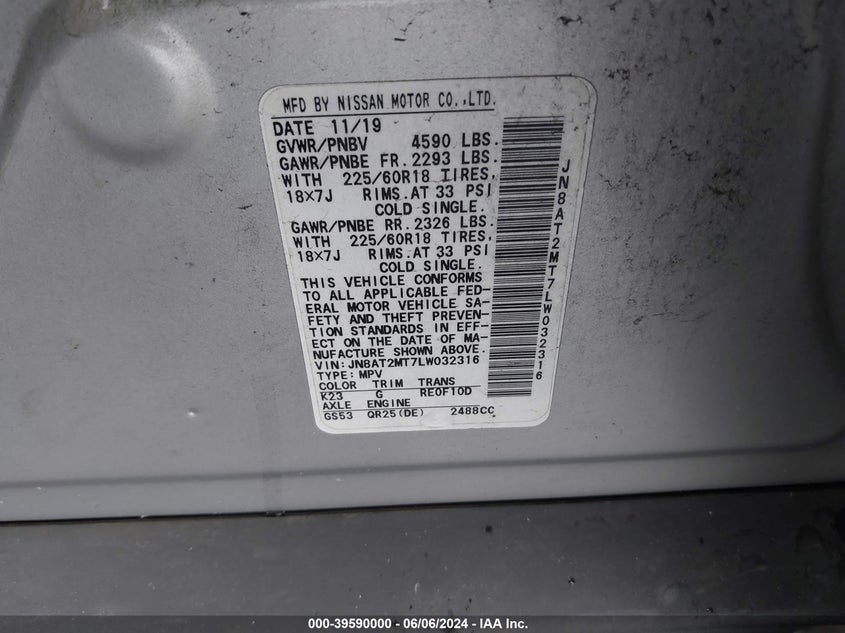 MFD BY NISSAN MOTOR CO.,LTD.
DATE 11/19
GVWR/PNBV 4590 LBS.
GAWR/PNBE FR. 2293 LBS.
WITH 225/60R18 TIRES,
18×7J RIMS. AT 33 PSI
COLD SINGLE.
GAWR/PNBE RR. 2326 LBS.
WITH 225/60R18 TIRES,
18×7J RIMS. AT 33 PSI
COLD SINGLE.
THIS VEHICLE CONFORMS
TO ALL APPLICABLE FED-
ERAL MOTOR VEHICLE SA-
FETY AND THEFT PREVEN-
TION STANDARDS IN EFF-
ECT ON THE DATE OF MA-
NUFACTURE SHOWN ABOVE.
VIN: JN8AT2MT7LW032316
TYPE: MPV
COLOR TRIM TRANS
K23 G RE0F10D
AXLE ENGINE
GS53 QR25(DE) 2488CC
JN8AT2MT7LW032316
000-39590000 - 06/06/2024 - IAA Inc.